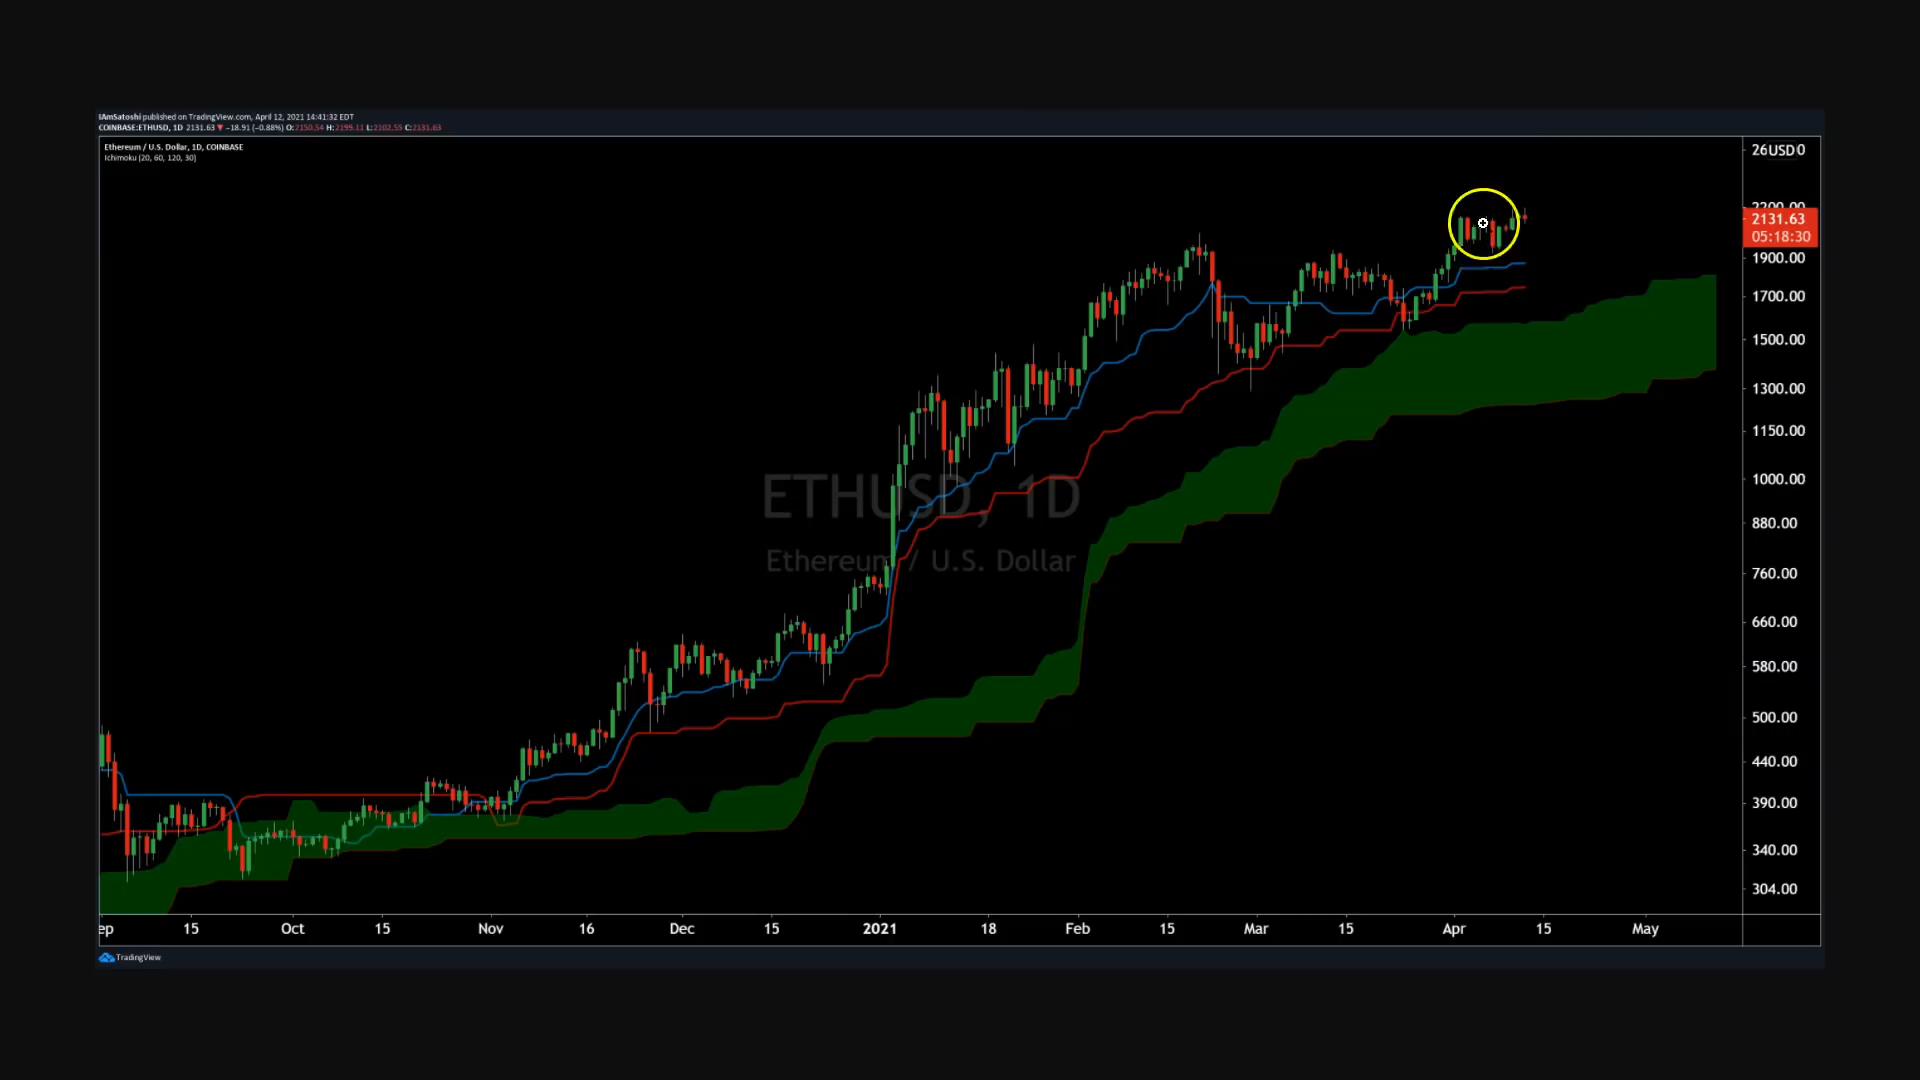 IAmSatoshi published on TradingView.com, April 12, 2021 14:41:32 EDT
COINBASE:ETHUSD, 1D 2131.63 ▼ −18.91 (−0.88%) O:2150.54 H:2199.11 L:2102.55 C:2131.63
Ethereum / U.S. Dollar, 1D, COINBASE
Ichimoku (20, 60, 120, 30)
ETHUSD, 1D
Ethereum / U.S. Dollar
26USD0
2200.00
2131.63
05:18:30
1900.00
1700.00
1500.00
1300.00
1150.00
1000.00
880.00
760.00
660.00
580.00
500.00
440.00
390.00
340.00
304.00
ep 15 Oct 15 Nov 16 Dec 15 2021 18 Feb 15 Mar 15 Apr 15 May
TradingView